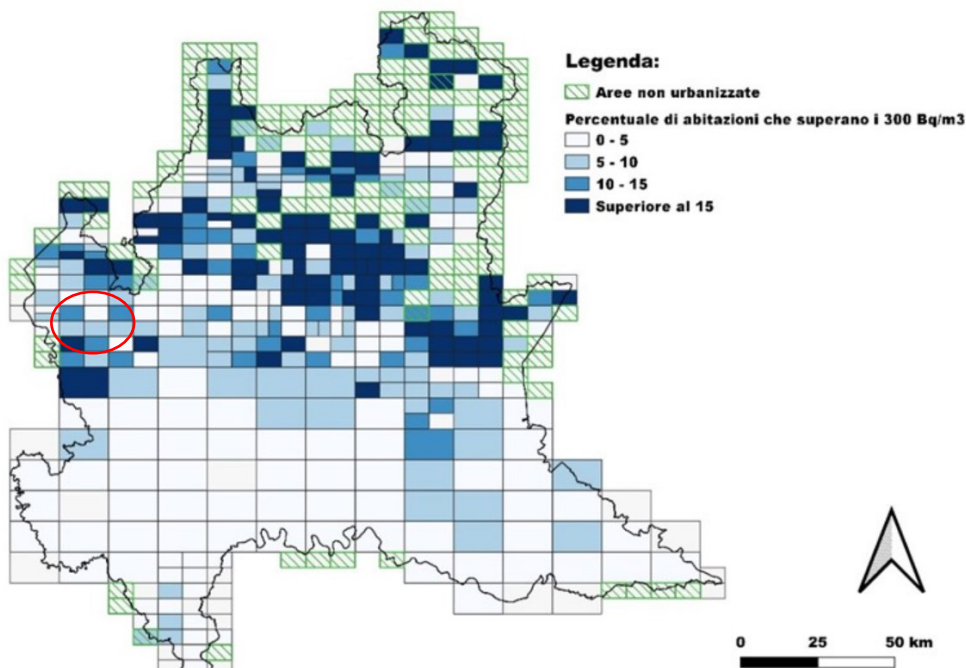 Legenda:
Aree non urbanizzate
Percentuale di abitazioni che superano i 300 Bq/m3
0 - 5
5 - 10
10 - 15
Superiore al 15
0 25 50 km